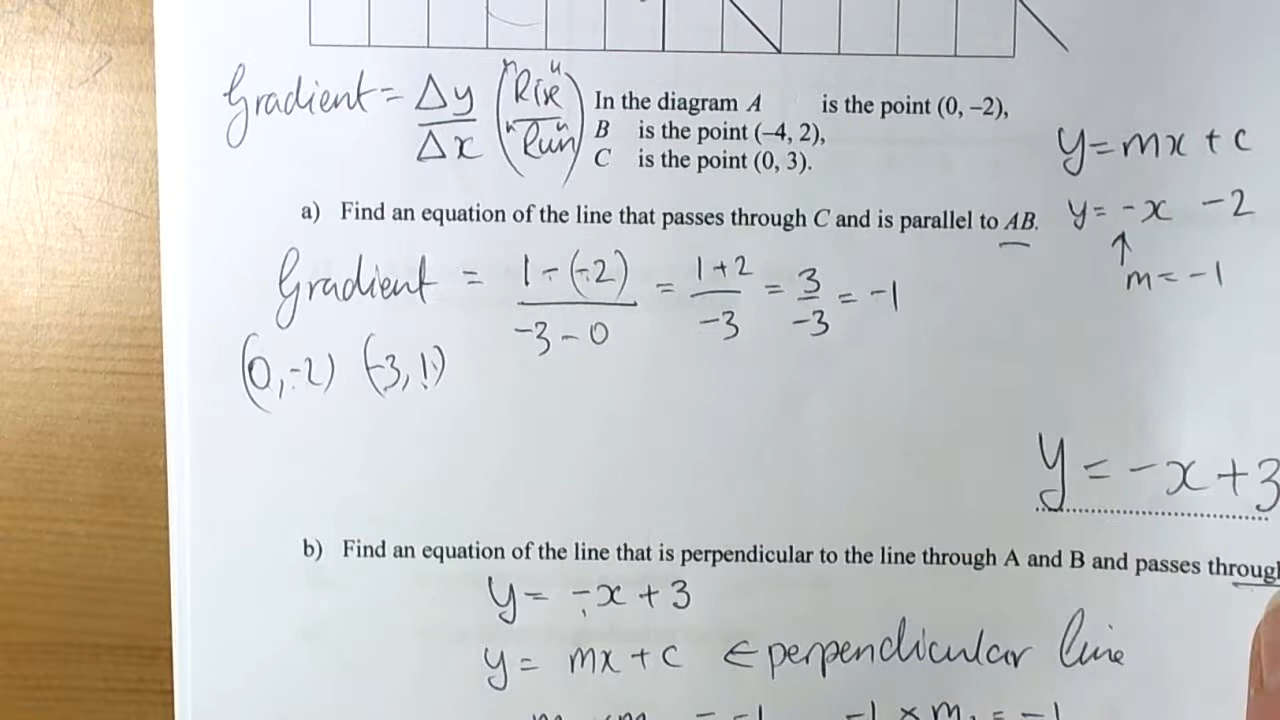 Gradient = Δy/Δx ("Rise"/"Run")
In the diagram A is the point (0, –2),
B is the point (–4, 2),
C is the point (0, 3).
y = mx + c
a) Find an equation of the line that passes through C and is parallel to AB.
y = -x - 2
↑
m = -1
Gradient = 1-(-2)/-3-0 = 1+2/-3 = 3/-3 = -1
(0,-2) (-3,1)
y = -x+3
b) Find an equation of the line that is perpendicular to the line through A and B and passes through
y = -x + 3
y = mx + c ∈ perpendicular line
= -1 -1 × m = -1